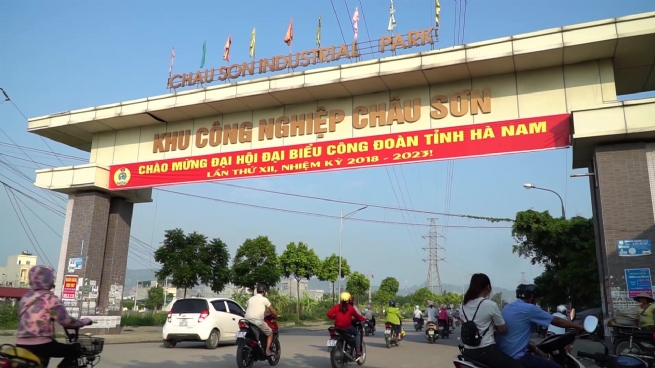 CHAU SON INDUSTRIAL PARK
KHU CÔNG NGHIỆP CHÂU SƠN
CHÀO MỪNG ĐẠI HỘI ĐẠI BIỂU CÔNG ĐOÀN TỈNH HÀ NAM
LẦN THỨ XII, NHIỆM KỲ 2018 - 2023!